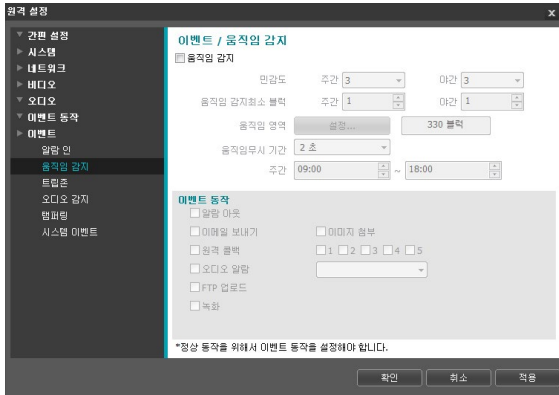 원격 설정
간편 설정
시스템
네트워크
비디오
오디오
이벤트 동작
이벤트
알람 인
움직임 감지
트립존
오디오 감지
탬퍼링
시스템 이벤트
이벤트 / 움직임 감지
움직임 감지
민감도 주간 3 야간 3
움직임 감지최소 블럭 주간 1 야간 1
움직임 영역 설정... 330 블럭
움직임무시 기간 2 초
주간 09:00 ~ 18:00
이벤트 동작
알람 아웃
이메일 보내기 이미지 첨부
원격 콜백 1 2 3 4 5
오디오 알람
FTP 업로드
녹화
*정상 동작을 위해서 이벤트 동작을 설정해야 합니다.
확인 취소 적용